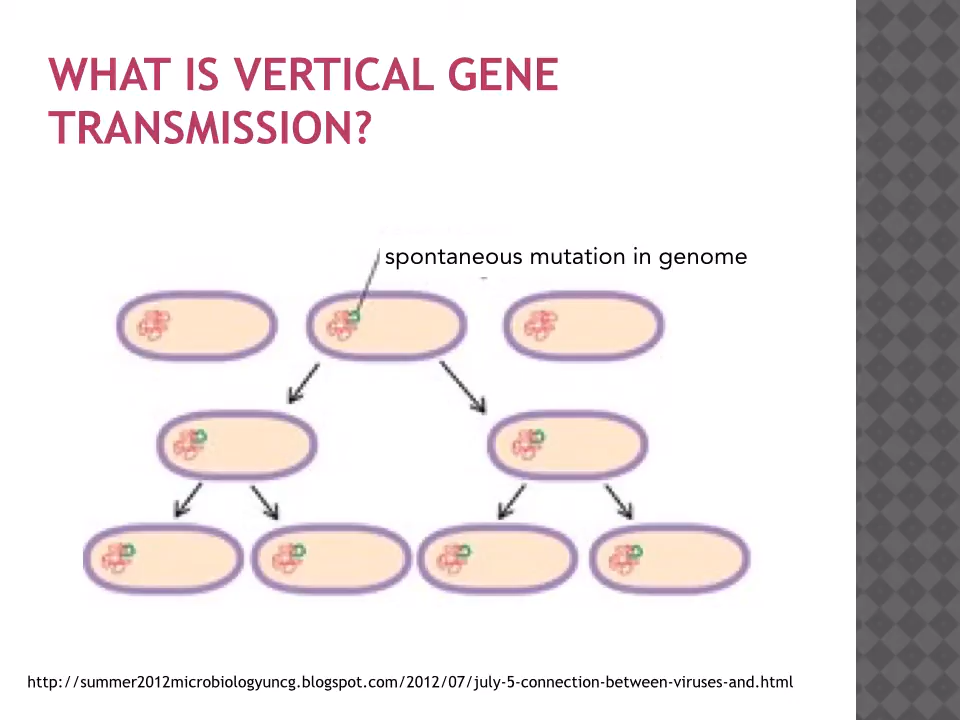 WHAT IS VERTICAL GENE
TRANSMISSION?
spontaneous mutation in genome
http://summer2012microbiologyuncg.blogspot.com/2012/07/july-5-connection-between-viruses-and.html